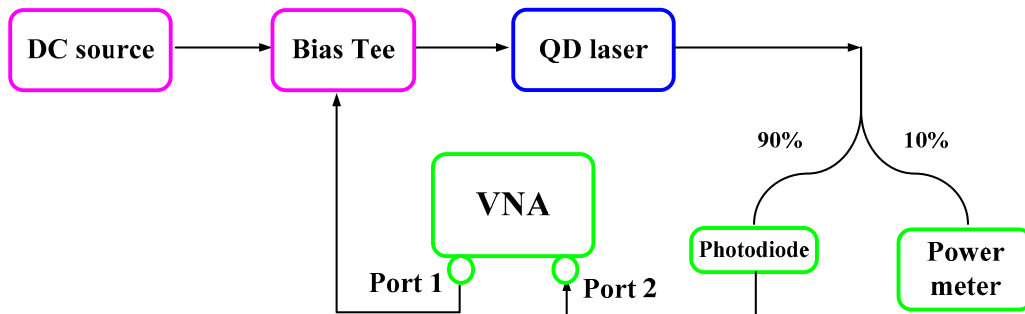 DC source
Bias Tee
QD laser
90%
10%
VNA
Photodiode
Power
meter
Port 1
Port 2